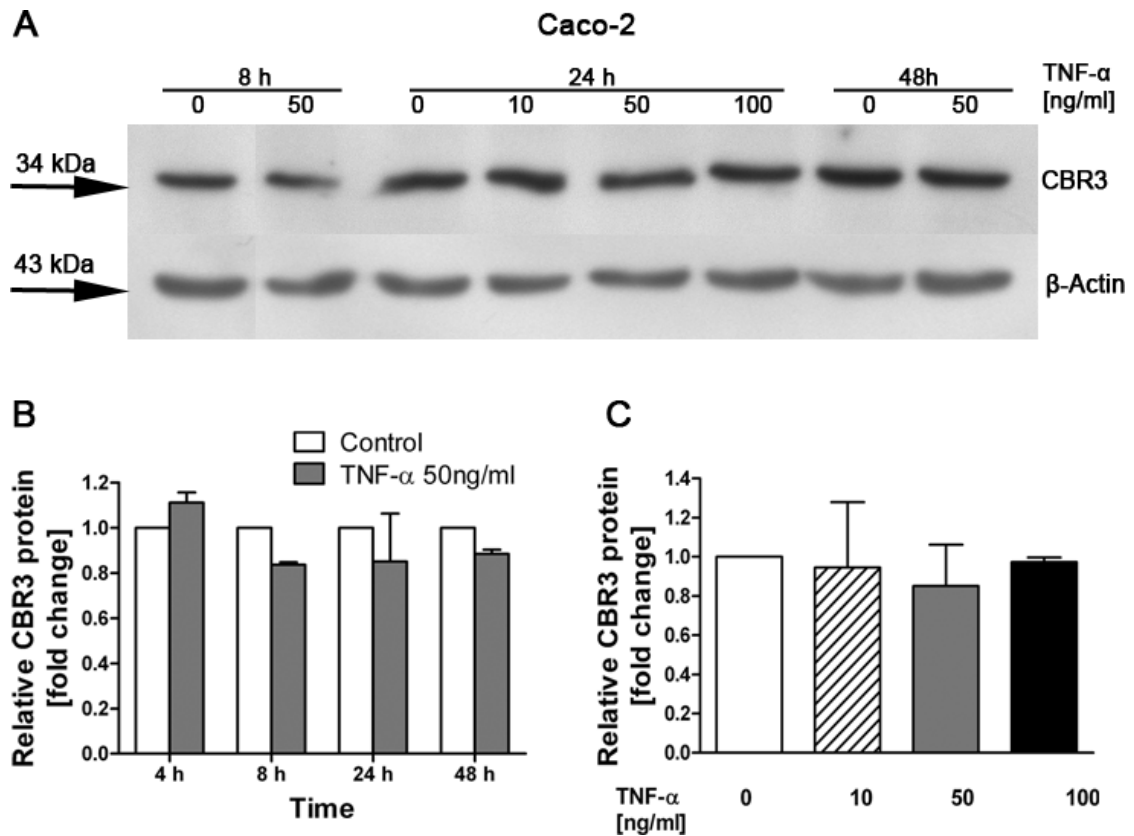 A
Caco-2
8 h 24 h 48h TNF-α
0 50 0 10 50 100 0 50 [ng/ml]
34 kDa
CBR3
43 kDa
β-Actin
B
Control
TNF-α 50ng/ml
Relative CBR3 protein
[fold change]
1.2
1.0
0.8
0.6
0.4
0.2
0.0
4 h 8 h 24 h 48 h
Time
C
Relative CBR3 protein
[fold change]
1.4
1.2
1.0
0.8
0.6
0.4
0.2
0.0
TNF-α 0 10 50 100
[ng/ml]